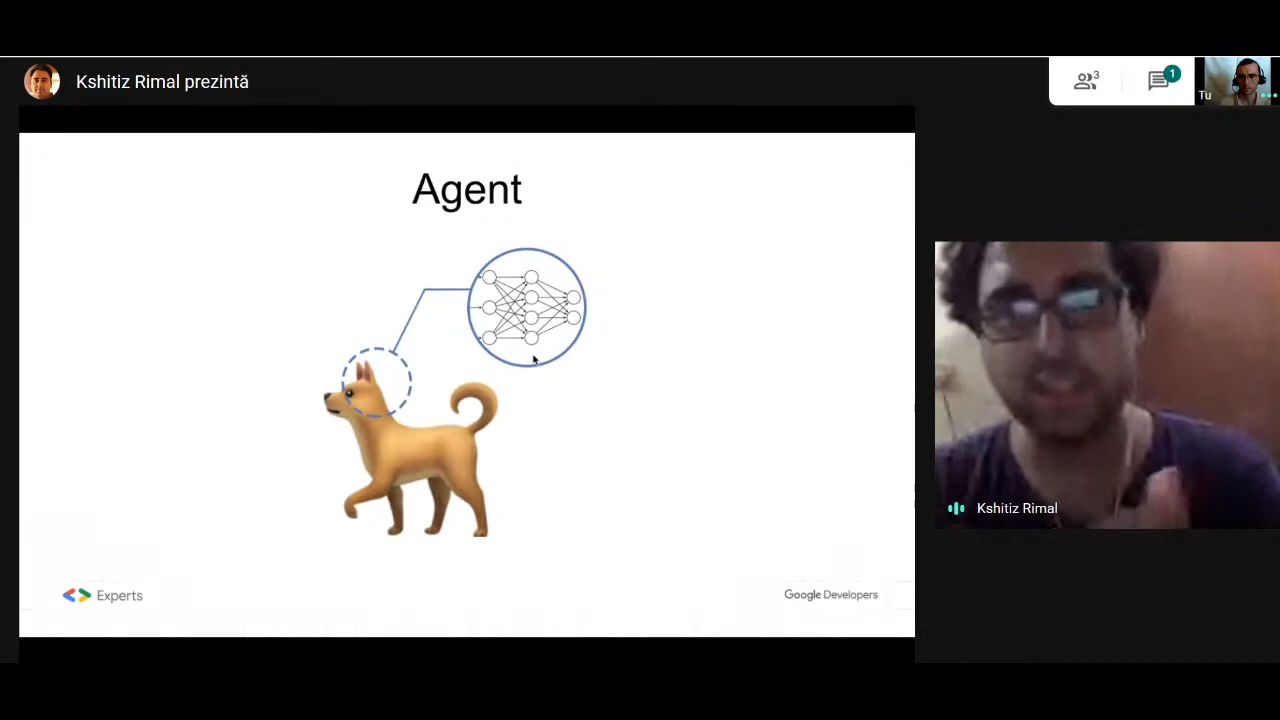 Kshitiz Rimal prezintă
3
1
Tu
Agent
Kshitiz Rimal
Experts
Google Developers